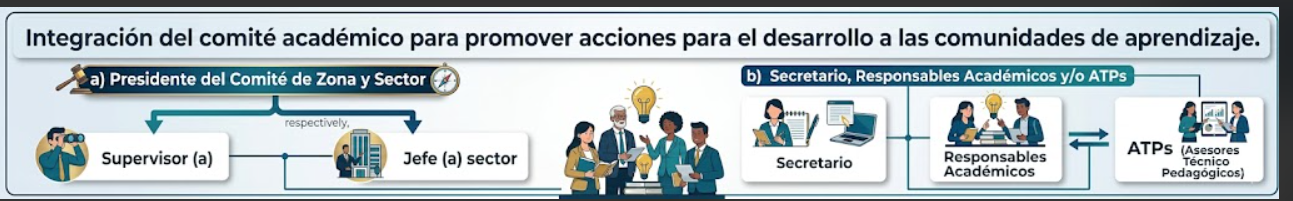 Integración del comité académico para promover acciones para el desarrollo a las comunidades de aprendizaje.
a) Presidente del Comité de Zona y Sector
respectively,
Supervisor (a)
Jefe (a) sector
b) Secretario, Responsables Académicos y/o ATPs
Secretario
Responsables
Académicos
ATPs (Asesores
Técnico
Pedagógicos)